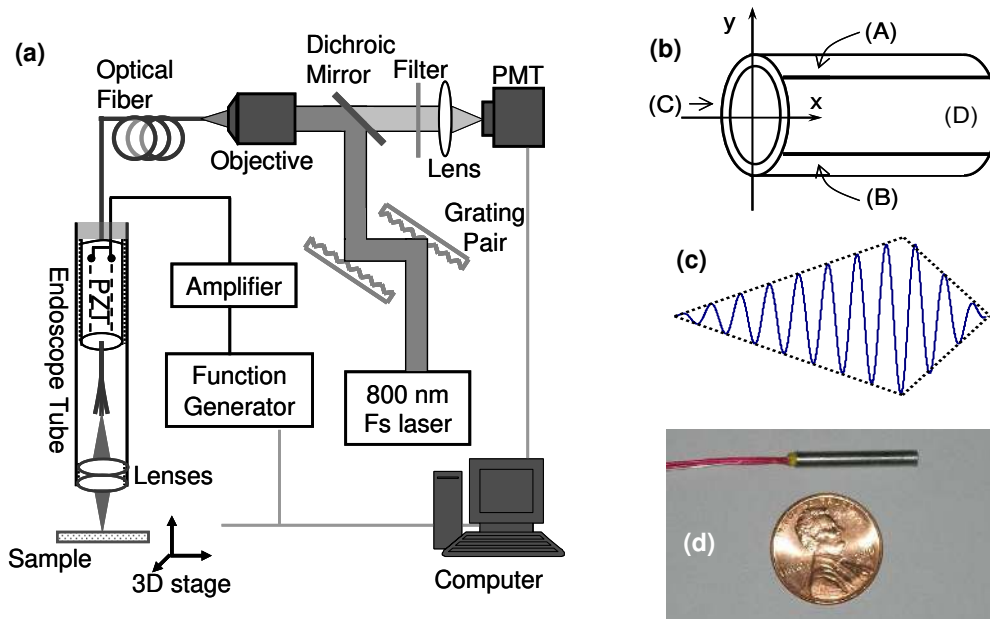 (a)
Optical
Fiber
Dichroic
Mirror
Filter
PMT
Objective
Lens
Grating
Pair
Endoscope Tube
PZT
Amplifier
Function
Generator
800 nm
Fs laser
Lenses
Sample
3D stage
Computer
(b)
y
(A)
(C)
x
(D)
(B)
(c)
(d)